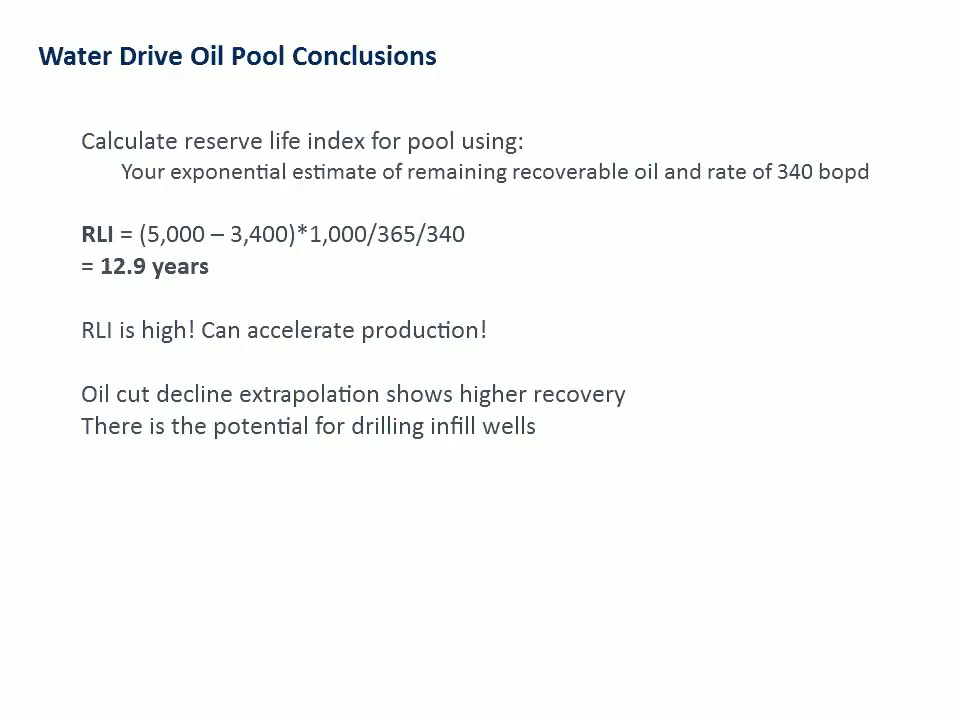 Water Drive Oil Pool Conclusions
Calculate reserve life index for pool using:
Your exponential estimate of remaining recoverable oil and rate of 340 bopd
RLI = (5,000 – 3,400)*1,000/365/340
= 12.9 years
RLI is high! Can accelerate production!
Oil cut decline extrapolation shows higher recovery
There is the potential for drilling infill wells